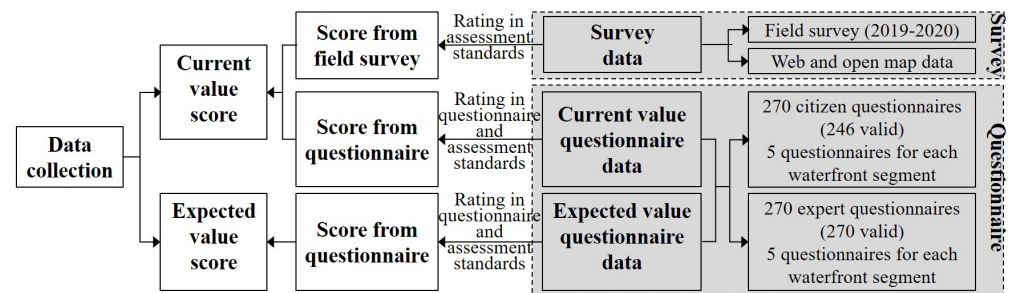 Data
collection
Current
value
score
Expected
value
score
Score from
field survey
Score from
questionnaire
Score from
questionnaire
Rating in
assessment
standards
Rating in
questionnaire
and
assessment
standards
Rating in
questionnaire
and
assessment
standards
Survey
data
Current value
questionnaire
data
Expected value
questionnaire
data
Field survey (2019-2020)
Web and open map data
270 citizen questionnaires
(246 valid)
5 questionnaires for each
waterfront segment
270 expert questionnaires
(270 valid)
5 questionnaires for each
waterfront segment
Survey
Questionnaire